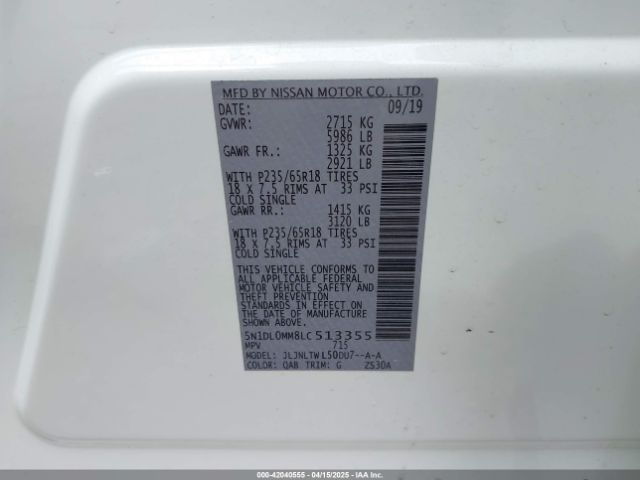 MFD BY NISSAN MOTOR CO., LTD.
DATE: 09/19
GVWR: 2715 KG
5986 LB
GAWR FR.: 1325 KG
2921 LB
WITH P235/65R18 TIRES
18 X 7.5 RIMS AT 33 PSI
COLD SINGLE
GAWR RR.: 1415 KG
3120 LB
WITH P235/65R18 TIRES
18 X 7.5 RIMS AT 33 PSI
COLD SINGLE
THIS VEHICLE CONFORMS TO
ALL APPLICABLE FEDERAL
MOTOR VEHICLE SAFETY AND
THEFT PREVENTION
STANDARDS IN EFFECT ON THE
DATE OF MANUFACTURE
SHOWN ABOVE.
5N1DL0MM8LC513355
MPV 715
MODEL: JLJNLTWL50DU7--A-A
COLOR: QAB TRIM: G ZS30A
000-42040555 - 04/15/2025 - IAA Inc.